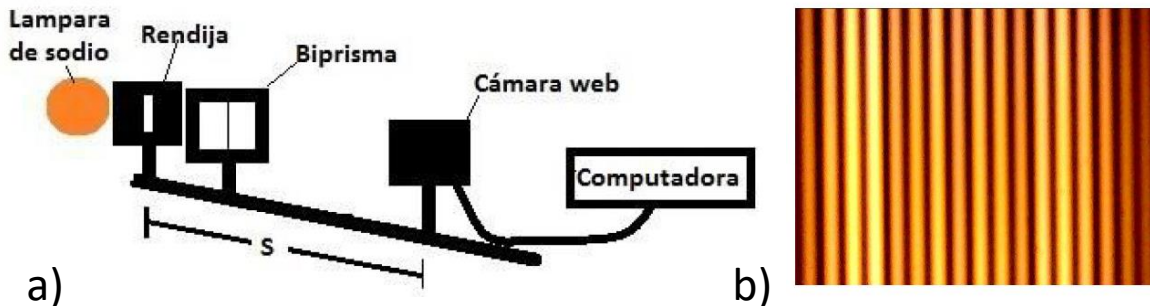 Lampara
de sodio
Rendija
Biprisma
Cámara web
Computadora
S
a)
b)